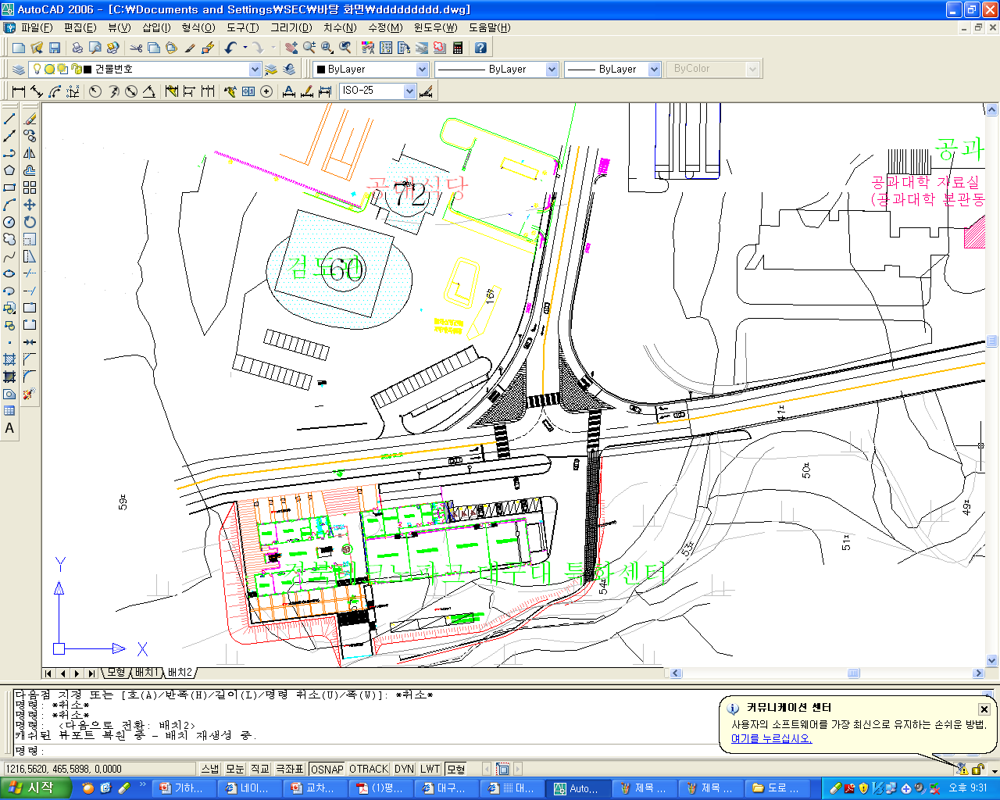 AutoCAD 2006 - [C:₩Documents and Settings₩SEC₩바탕 화면₩ddddddddd.dwg]
파일(F) 편집(E) 뷰(V) 삽입(I) 형식(O) 도구(T) 그리기(D) 치수(N) 수정(M) 윈도우(W) 도움말(H)
건물번호 ByLayer ByLayer ByLayer ByColor
ISO-25
A
공과
공과대학 자료실
(공과대학 본관동
공대식당
72
검도관
60
167
47
50
49
51
59
53
54
전북테크노파크 대구대 특화센터
Y
X
모형 배치1 배치2
다음점 지정 또는 [호(A)/반폭(H)/길이(L)/명령 취소(U)/폭(W)]: *취소*
명령: *취소*
명령: *취소*
명령: <다음으로 전환: 배치2>
캐쉬된 뷰포트 복원 중 - 배치 재생성 중.
명령:
커뮤니케이션 센터
사용자의 소프트웨어를 가장 최신으로 유지하는 손쉬운 방법.
여기를 누르십시오.
1216,5620, 465,5898, 0,0000 스냅 모눈 직교 극좌표 OSNAP OTRACK DYN LWT 모형
시작 기하... 네이... 교차... (1)평... 대구... 대... Auto... 제목 ... 제목 ... 도로 ... 오후 9:31